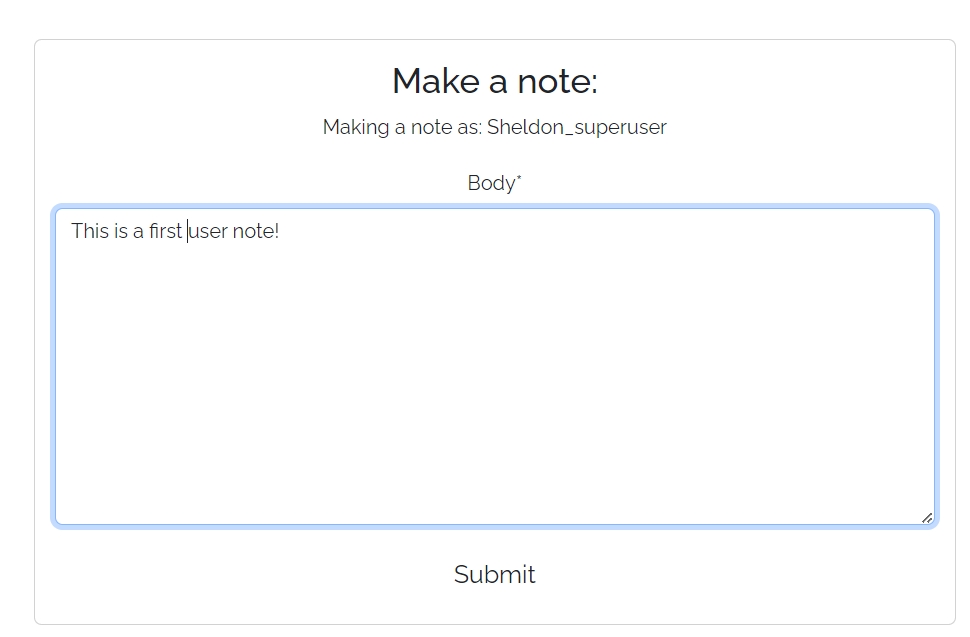 Make a note:
Making a note as: Sheldon_superuser
Body*
This is a first user note!
Submit